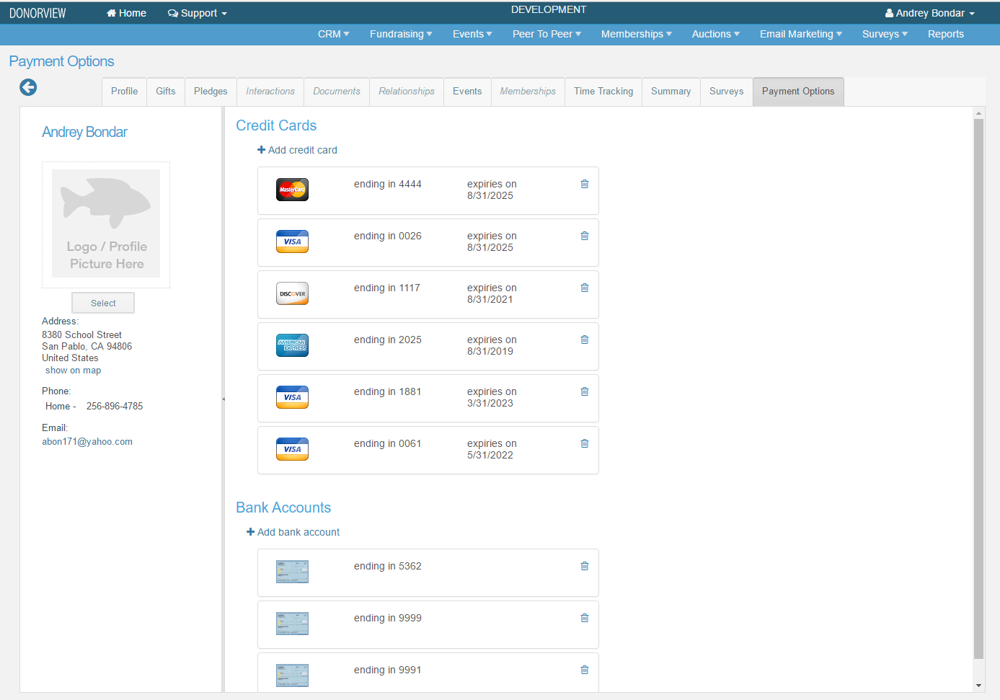 DONORVIEW Home Support DEVELOPMENT Andrey Bondar
CRM Fundraising Events Peer To Peer Memberships Auctions Email Marketing Surveys Reports
Payment Options
Profile Gifts Pledges Interactions Documents Relationships Events Memberships Time Tracking Summary Surveys Payment Options
Andrey Bondar
Logo / Profile
Picture Here
Select
Address:
8380 School Street
San Pablo, CA 94806
United States
show on map
Phone:
Home - 256-896-4785
Email:
abon171@yahoo.com
Credit Cards
Add credit card
MasterCard ending in 4444 expiries on
8/31/2025
VISA ending in 0026 expiries on
8/31/2025
DISCOVER ending in 1117 expiries on
8/31/2021
AMERICAN EXPRESS ending in 2025 expiries on
8/31/2019
VISA ending in 1881 expiries on
3/31/2023
VISA ending in 0061 expiries on
5/31/2022
Bank Accounts
Add bank account
ending in 5362
ending in 9999
ending in 9991